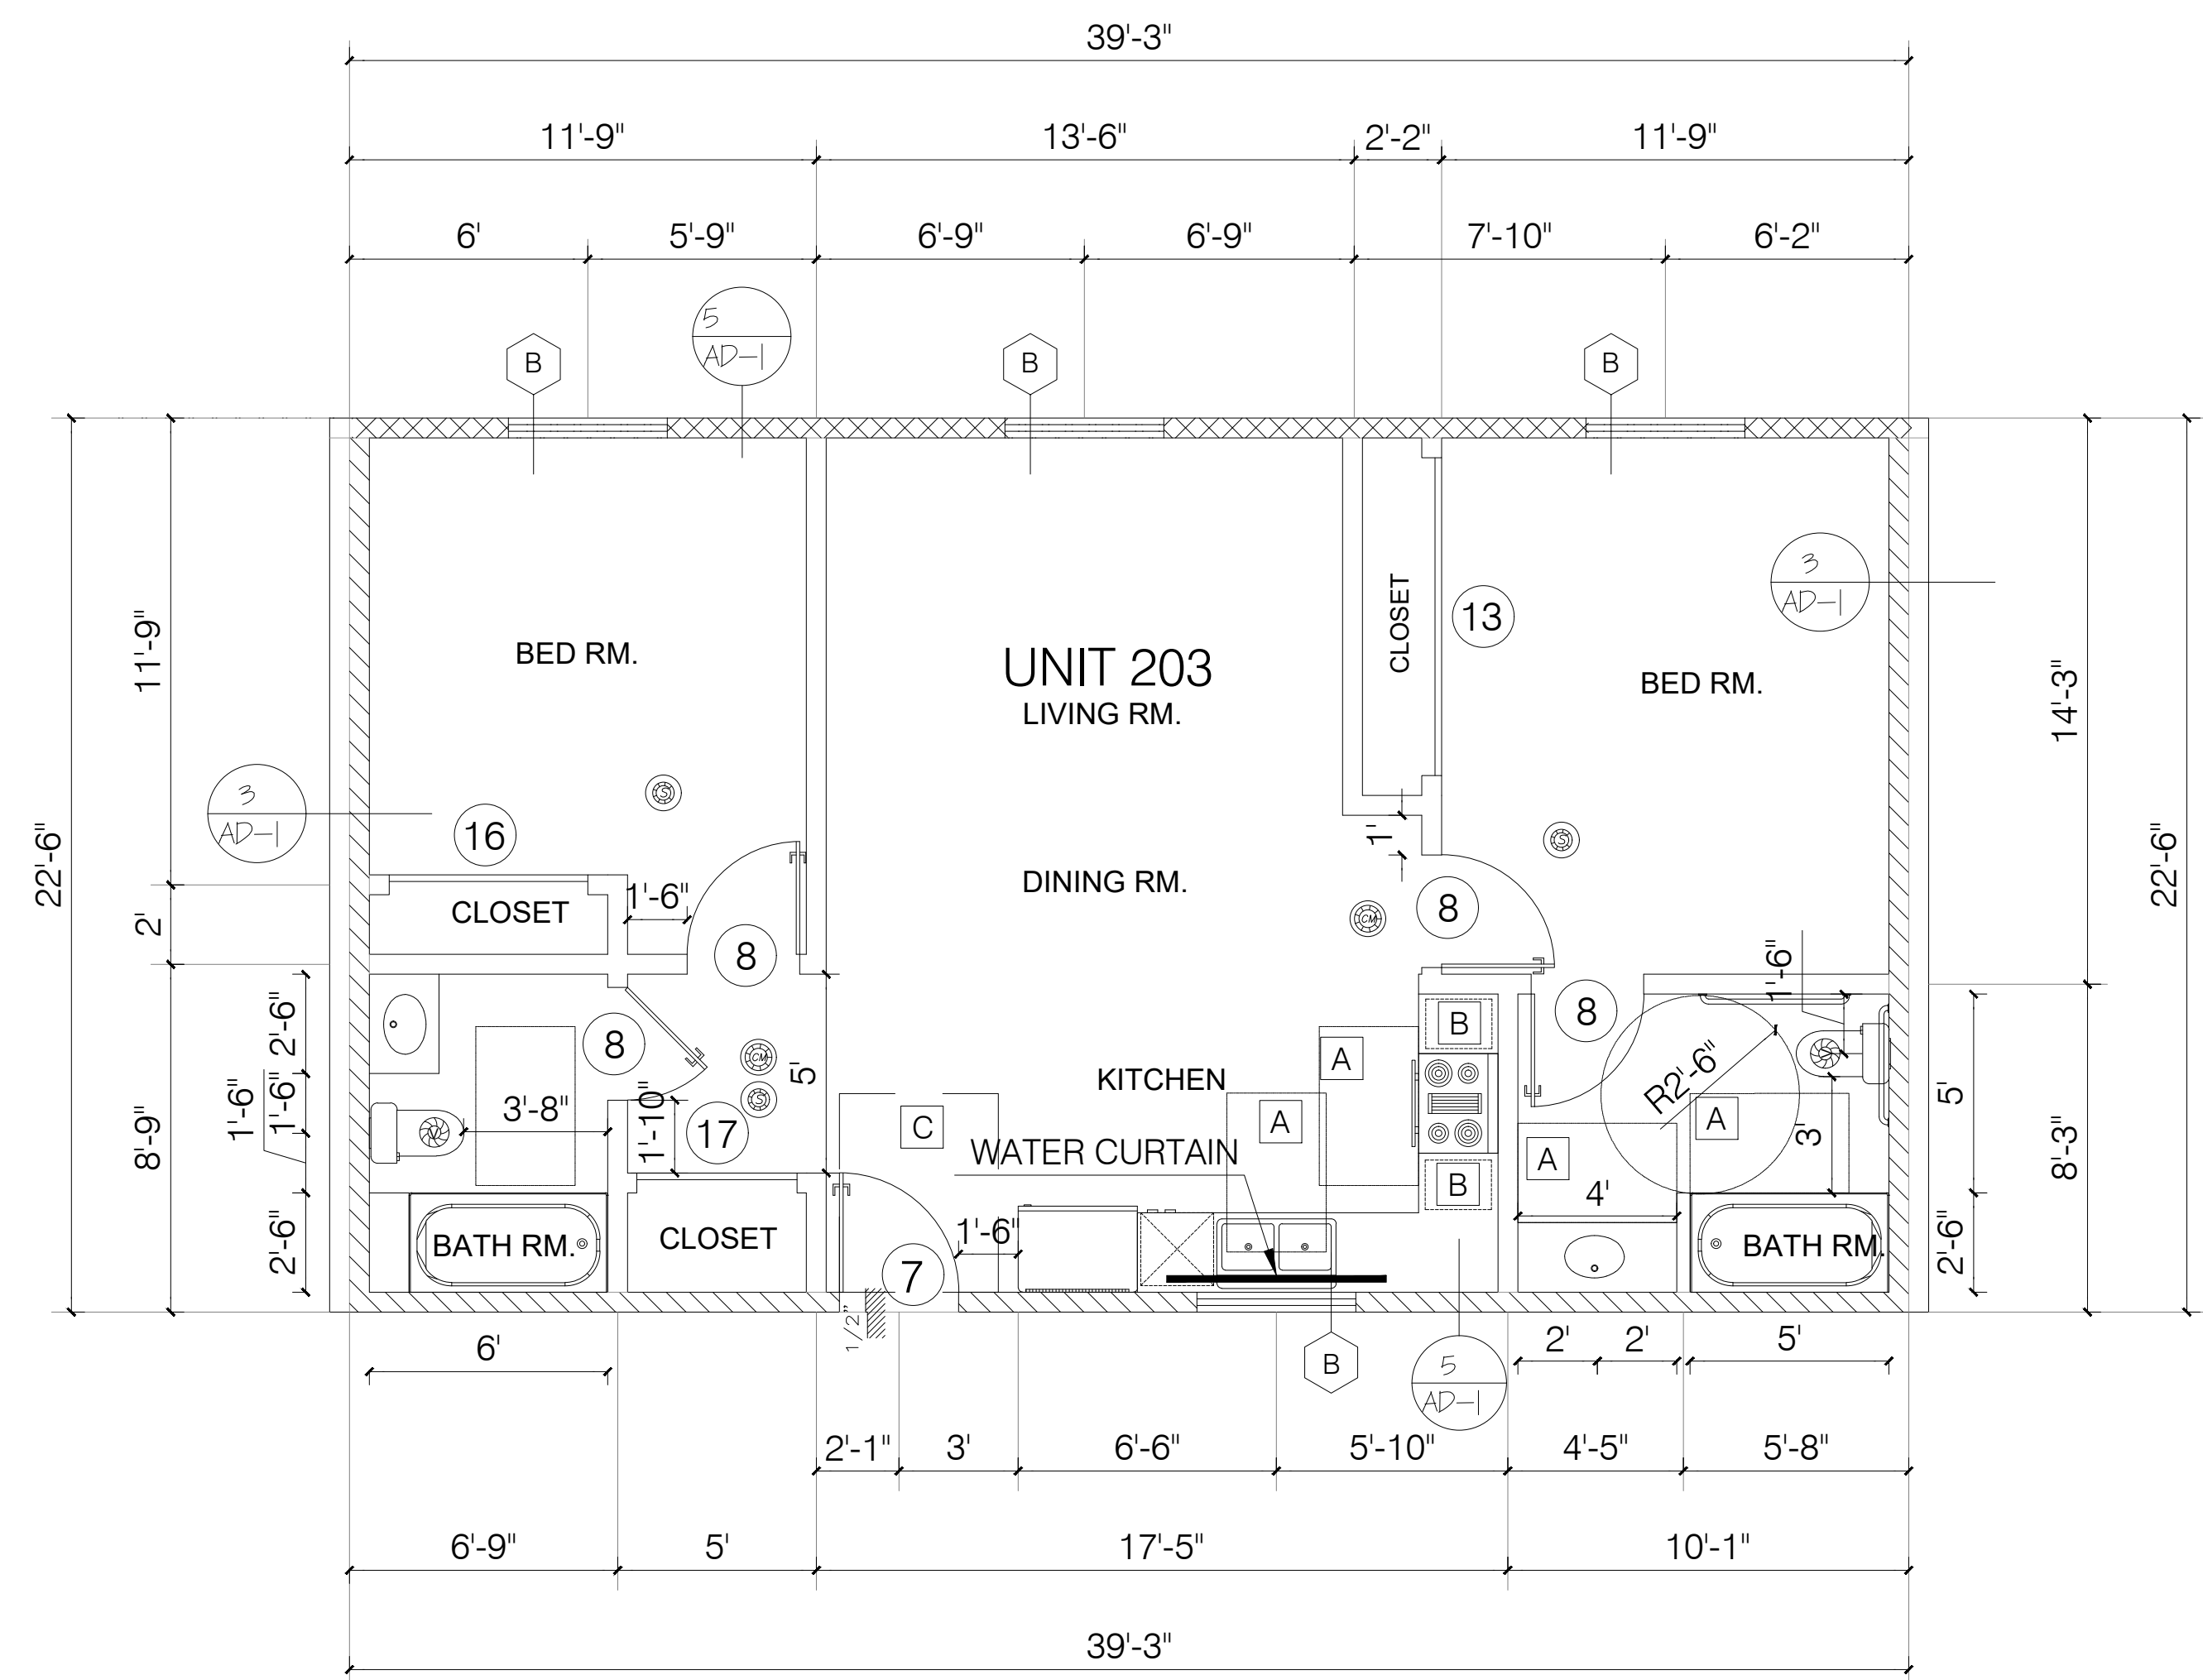 39'-3"
11'-9" 13'-6" 2'-2" 11'-9"
6' 5'-9" 6'-9" 6'-9" 7'-10" 6'-2"
5
AD-1
B B B
3
AD-1
CLOSET
13
11'-9"
14'-3"
BED RM.
UNIT 203
LIVING RM.
BED RM.
S
3
AD-1
16
1'
S
22'-6"
22'-6"
DINING RM.
CLOSET
1'-6"
2'
CM
8
8
1'-6"
2'-6"
8
8
B
CM
A
R2'-6"
KITCHEN
S
5'
5'
1'-6"
1'-6"
3'-8"
1'-10"
17
C
A
A
3'
8'-9"
8'-3"
WATER CURTAIN
A
B
4'
2'-6"
BATH RM.
CLOSET
1'-6"
BATH RM.
2'-6"
7
1/2"
6'
B
5
AD-1
2' 2' 5'
2'-1" 3' 6'-6" 5'-10" 4'-5" 5'-8"
6'-9" 5' 17'-5" 10'-1"
39'-3"